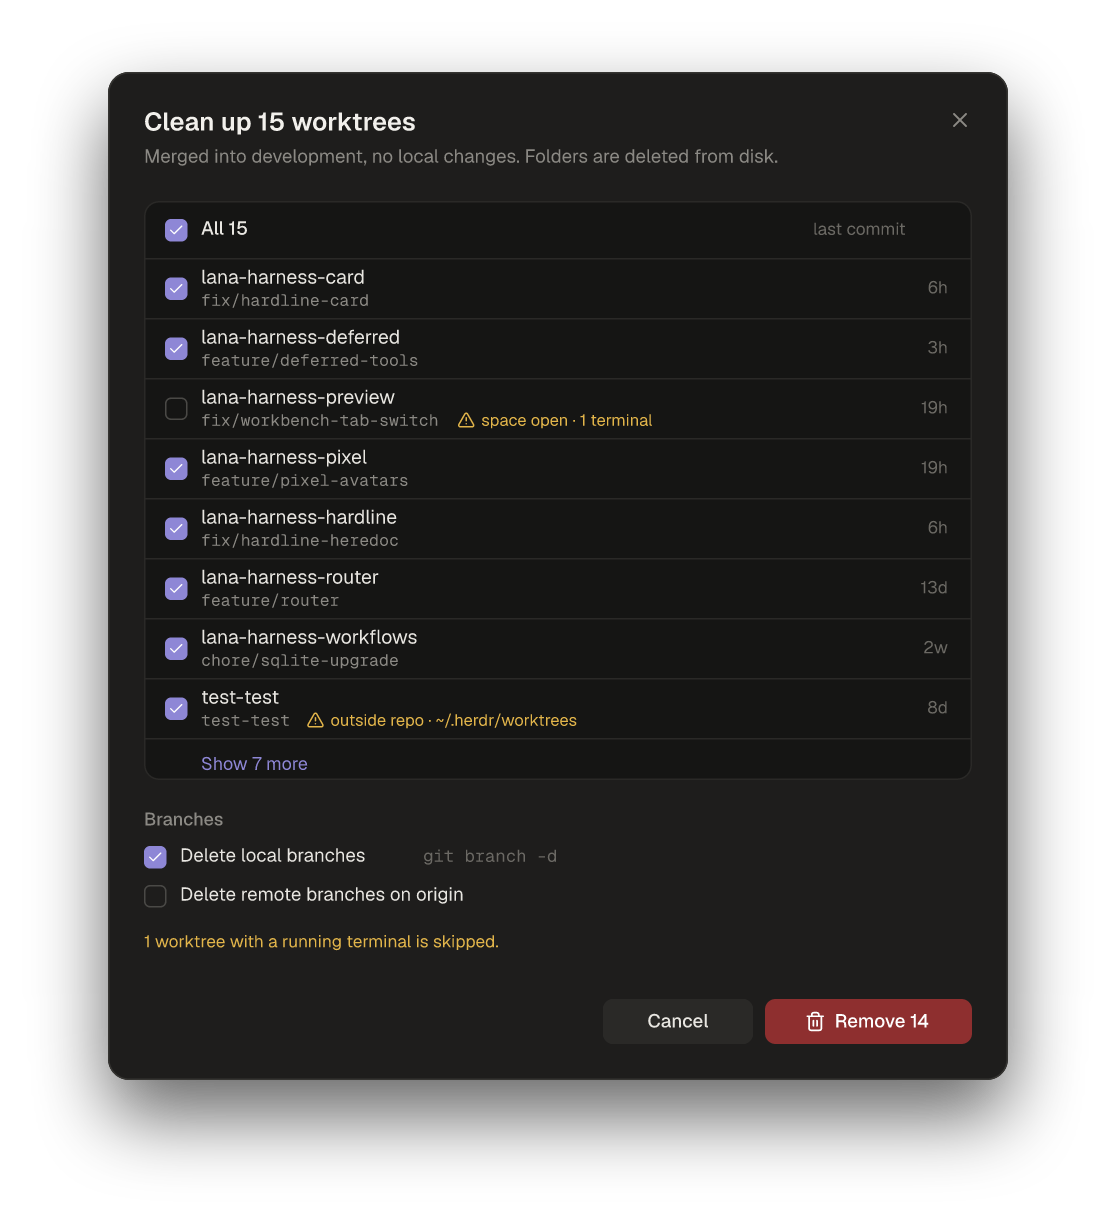 Clean up 15 worktrees
Merged into development, no local changes. Folders are deleted from disk.
All 15 last commit
lana-harness-card
fix/hardline-card 6h
lana-harness-deferred
feature/deferred-tools 3h
lana-harness-preview
fix/workbench-tab-switch space open · 1 terminal 19h
lana-harness-pixel
feature/pixel-avatars 19h
lana-harness-hardline
fix/hardline-heredoc 6h
lana-harness-router
feature/router 13d
lana-harness-workflows
chore/sqlite-upgrade 2w
test-test
test-test outside repo · ~/.herdr/worktrees 8d
Show 7 more
Branches
Delete local branches git branch -d
Delete remote branches on origin
1 worktree with a running terminal is skipped.
Cancel Remove 14